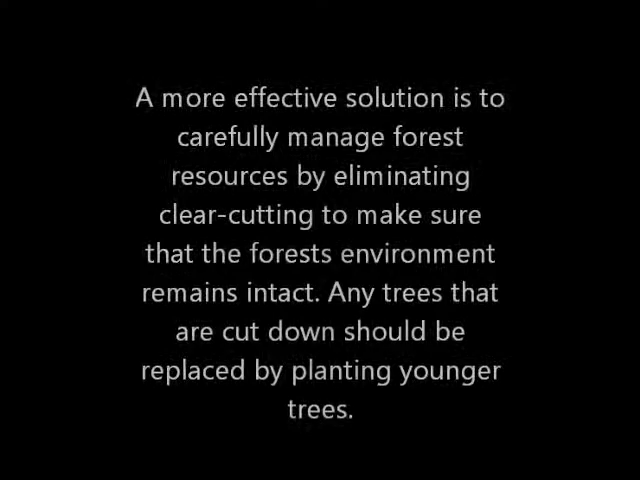 A more effective solution is to
carefully manage forest
resources by eliminating
clear-cutting to make sure
that the forests environment
remains intact. Any trees that
are cut down should be
replaced by planting younger
trees.